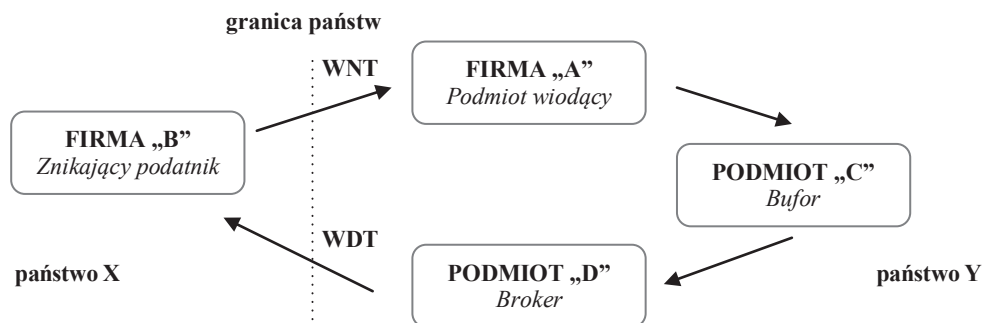 granica państw
WNT
FIRMA „A”
Podmiot wiodący
FIRMA „B”
Znikający podatnik
PODMIOT „C”
Bufor
WDT
państwo X
PODMIOT „D”
Broker
państwo Y